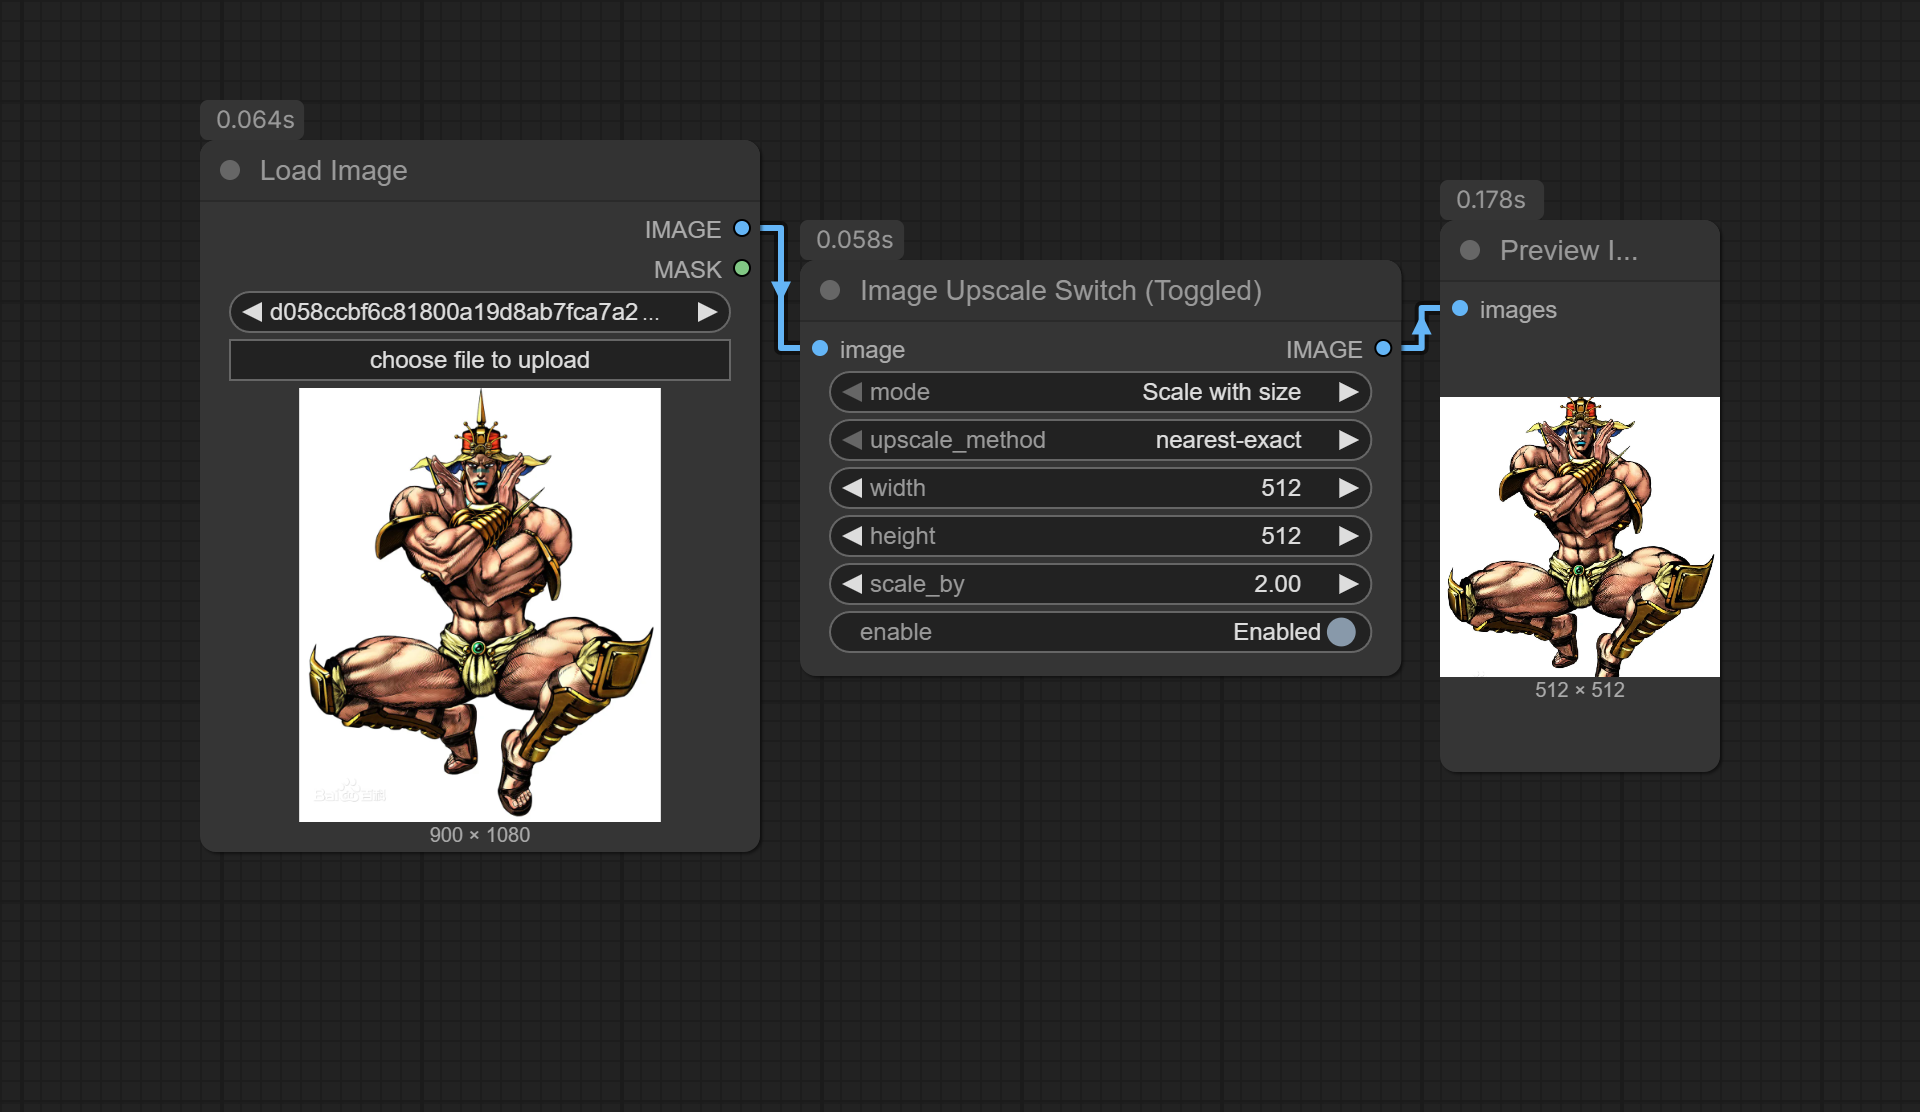 0.064s
Load Image
IMAGE
MASK
d058ccbf6c81800a19d8ab7fca7a2...
choose file to upload
900 × 1080
0.058s
Image Upscale Switch (Toggled)
image IMAGE
mode Scale with size
upscale_method nearest-exact
width 512
height 512
scale_by 2.00
enable Enabled
0.178s
Preview I...
images
512 × 512